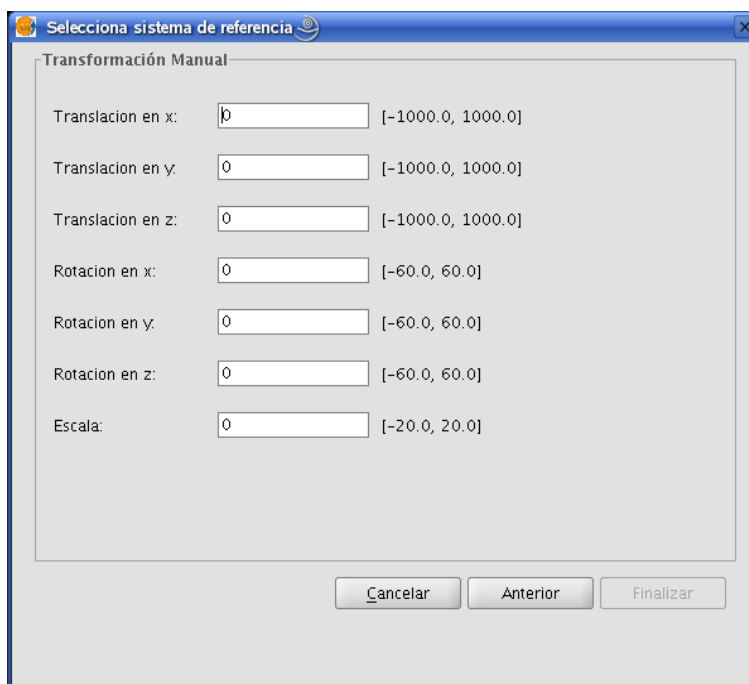 Selecciona sistema de referencia
Transformación Manual
Translacion en x: 0 [-1000.0, 1000.0]
Translacion en y: 0 [-1000.0, 1000.0]
Translacion en z: 0 [-1000.0, 1000.0]
Rotacion en x: 0 [-60.0, 60.0]
Rotacion en y: 0 [-60.0, 60.0]
Rotacion en z: 0 [-60.0, 60.0]
Escala: 0 [-20.0, 20.0]
Cancelar Anterior Finalizar